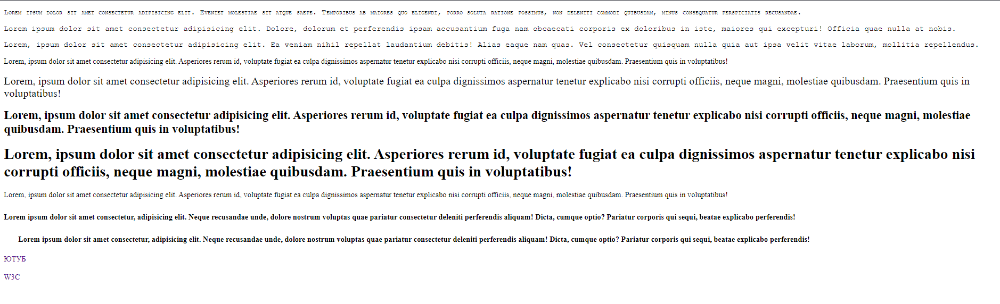 Lorem ipsum dolor sit amet consectetur adipisicing elit. Eveniet molestiae sit atque saepe. Temporibus ab maiores quo eligendi, porro soluta ratione possimus, non deleniti commodi quibusdam, minus consequatur perspiciatis recusandae.
Lorem ipsum dolor sit amet consectetur adipisicing elit. Dolore, dolorum et perferendis ipsam accusantium fuga nam obcaecati corporis ex doloribus in iste, maiores qui excepturi! Officia quae nulla at nobis.
Lorem, ipsum dolor sit amet consectetur adipisicing elit. Ea veniam nihil repellat laudantium debitis! Alias eaque nam quas. Vel consectetur quisquam nulla quia aut ipsa velit vitae laborum, mollitia repellendus.
Lorem, ipsum dolor sit amet consectetur adipisicing elit. Asperiores rerum id, voluptate fugiat ea culpa dignissimos aspernatur tenetur explicabo nisi corrupti officiis, neque magni, molestiae quibusdam. Praesentium quis in voluptatibus!
Lorem, ipsum dolor sit amet consectetur adipisicing elit. Asperiores rerum id, voluptate fugiat ea culpa dignissimos aspernatur tenetur explicabo nisi corrupti officiis, neque magni, molestiae quibusdam. Praesentium quis in
voluptatibus!
Lorem, ipsum dolor sit amet consectetur adipisicing elit. Asperiores rerum id, voluptate fugiat ea culpa dignissimos aspernatur tenetur explicabo nisi corrupti officiis, neque magni, molestiae
quibusdam. Praesentium quis in voluptatibus!
Lorem, ipsum dolor sit amet consectetur adipisicing elit. Asperiores rerum id, voluptate fugiat ea culpa dignissimos aspernatur tenetur explicabo nisi
corrupti officiis, neque magni, molestiae quibusdam. Praesentium quis in voluptatibus!
Lorem, ipsum dolor sit amet consectetur adipisicing elit. Asperiores rerum id, voluptate fugiat ea culpa dignissimos aspernatur tenetur explicabo nisi corrupti officiis, neque magni, molestiae quibusdam. Praesentium quis in voluptatibus!
Lorem ipsum dolor sit amet consectetur, adipisicing elit. Neque recusandae unde, dolore nostrum voluptas quae pariatur consectetur deleniti perferendis aliquam! Dicta, cumque optio? Pariatur corporis qui sequi, beatae explicabo perferendis!
Lorem ipsum dolor sit amet consectetur, adipisicing elit. Neque recusandae unde, dolore nostrum voluptas quae pariatur consectetur deleniti perferendis aliquam! Dicta, cumque optio? Pariatur corporis qui sequi, beatae explicabo perferendis!
ЮТУБ
W3C